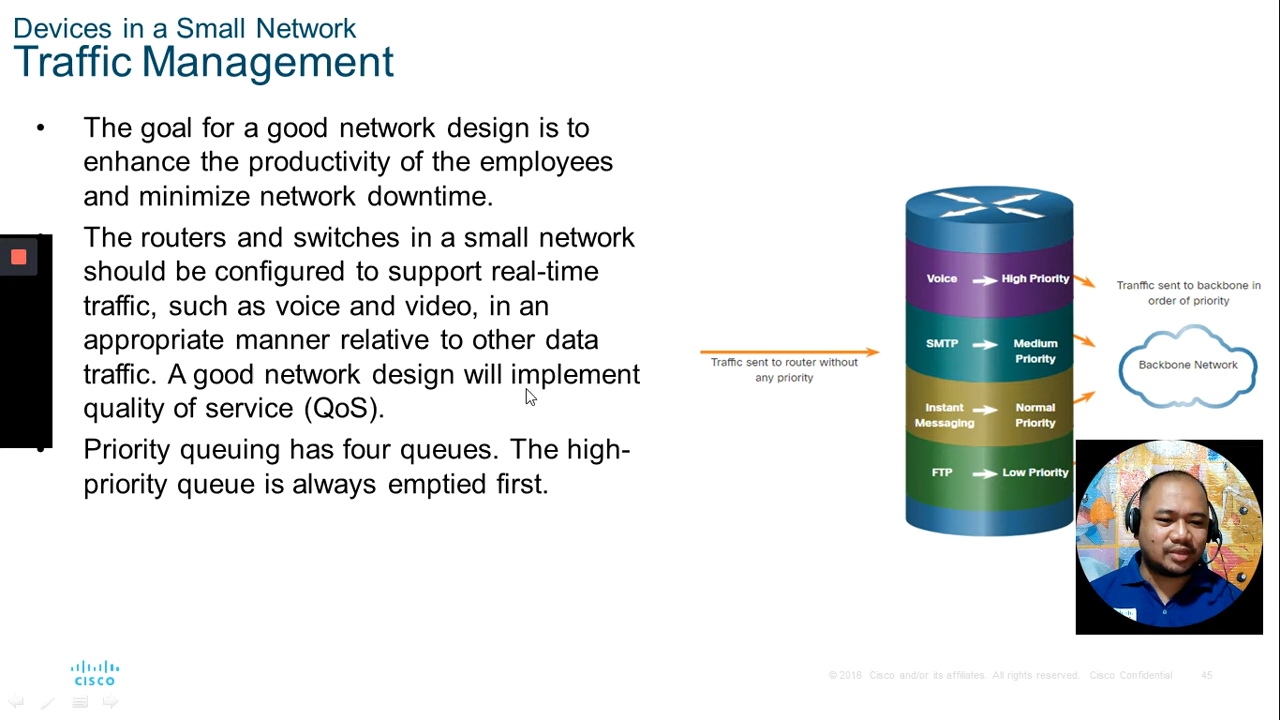 Devices in a Small Network
Traffic Management
• The goal for a good network design is to
enhance the productivity of the employees
and minimize network downtime.
The routers and switches in a small network
should be configured to support real-time
traffic, such as voice and video, in an
appropriate manner relative to other data
traffic. A good network design will implement
quality of service (QoS).
• Priority queuing has four queues. The high-
priority queue is always emptied first.
Traffic sent to router without
any priority
Voice High Priority
SMTP Medium
Priority
Instant
Messaging Normal
Priority
FTP Low Priority
Tranffic sent to backbone in
order of priority
Backbone Network
CISCO
© 2016 Cisco and/or its affiliates. All rights reserved. Cisco Confidential 45